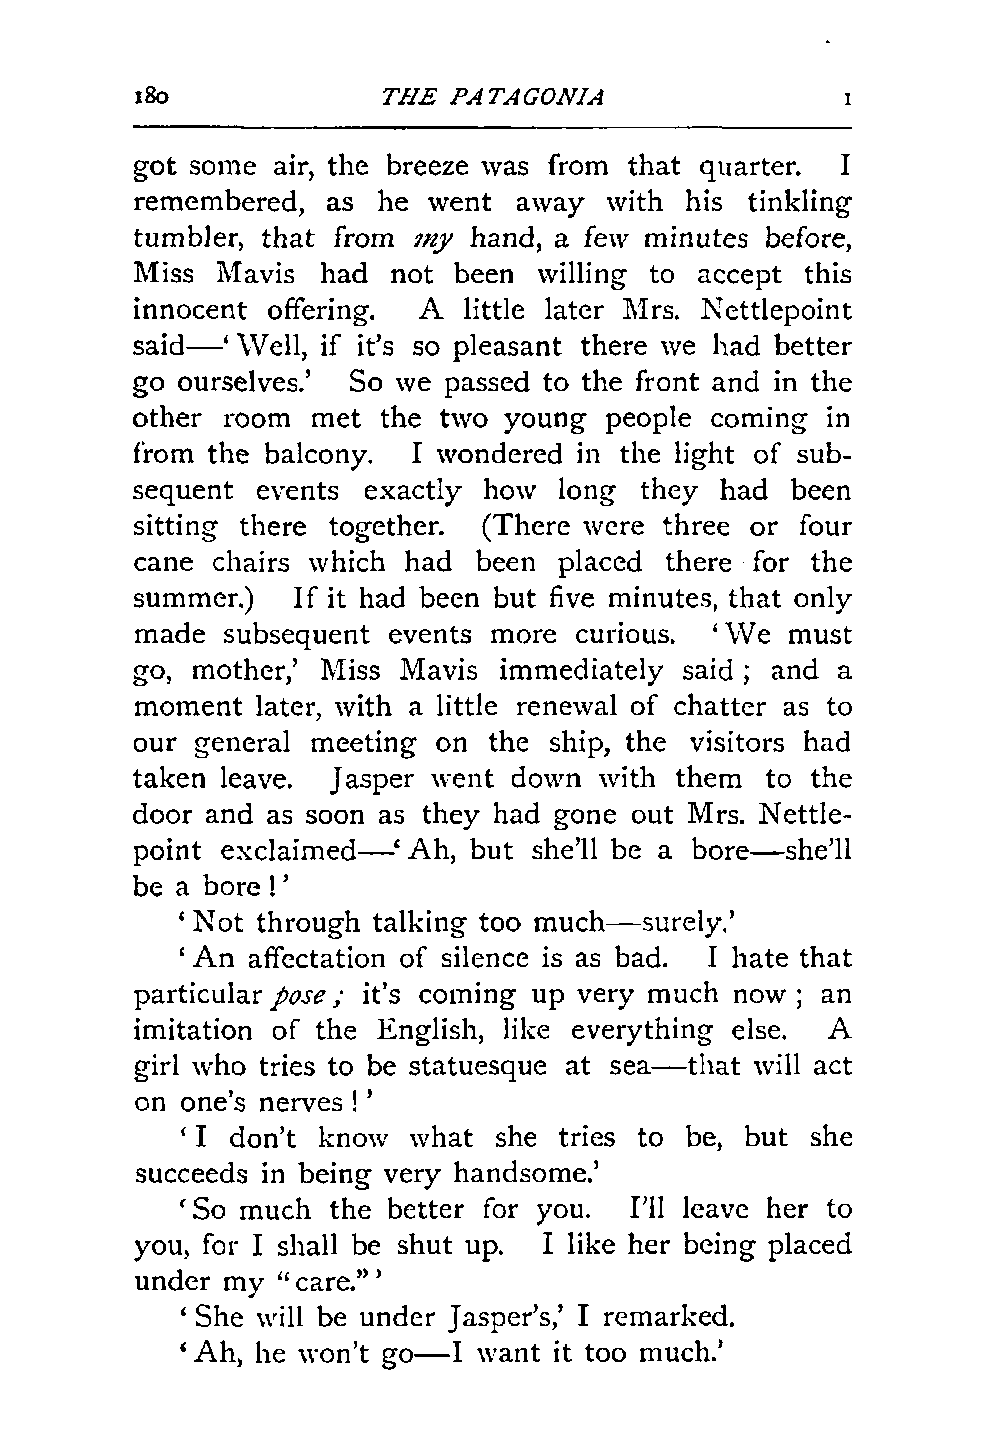 180 THE PATAGONIA I
got some air, the breeze was from that quarter. I
remembered, as he went away with his tinkling
tumbler, that from my hand, a few minutes before,
Miss Mavis had not been willing to accept this
innocent offering. A little later Mrs. Nettlepoint
said—‘Well, if it’s so pleasant there we had better
go ourselves.’ So we passed to the front and in the
other room met the two young people coming in
from the balcony. I wondered in the light of sub-
sequent events exactly how long they had been
sitting there together. (There were three or four
cane chairs which had been placed there for the
summer.) If it had been but five minutes, that only
made subsequent events more curious. ‘We must
go, mother,’ Miss Mavis immediately said; and a
moment later, with a little renewal of chatter as to
our general meeting on the ship, the visitors had
taken leave. Jasper went down with them to the
door and as soon as they had gone out Mrs. Nettle-
point exclaimed—‘Ah, but she’ll be a bore—she’ll
be a bore!’
‘Not through talking too much—surely.’
‘An affectation of silence is as bad. I hate that
particular pose; it’s coming up very much now; an
imitation of the English, like everything else. A
girl who tries to be statuesque at sea—that will act
on one’s nerves!’
‘I don’t know what she tries to be, but she
succeeds in being very handsome.’
‘So much the better for you. I’ll leave her to
you, for I shall be shut up. I like her being placed
under my “care.”’
‘She will be under Jasper’s,’ I remarked.
‘Ah, he won’t go—I want it too much.’